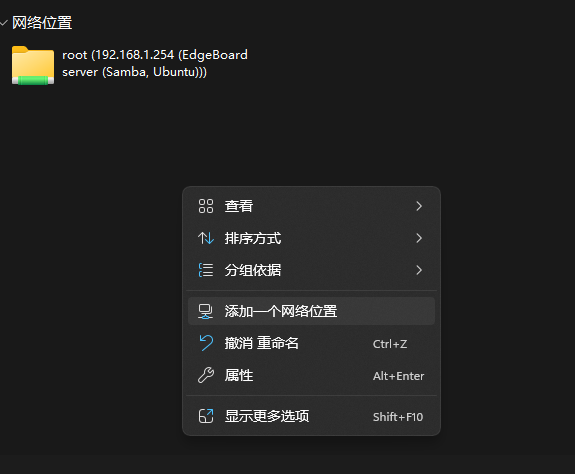 网络位置
root (192.168.1.254 (EdgeBoard
server (Samba, Ubuntu)))
查看
排序方式
分组依据
添加一个网络位置
撤消 重命名 Ctrl+Z
属性 Alt+Enter
显示更多选项 Shift+F10